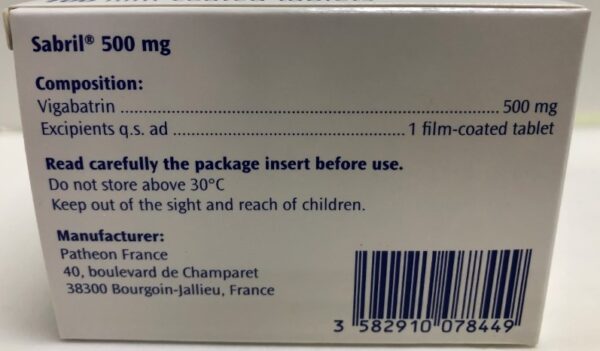 Sabril® 500 mg
Composition:
Vigabatrin ........................................................................ 500 mg
Excipients q.s. ad ............................................ 1 film-coated tablet
Read carefully the package insert before use.
Do not store above 30°C
Keep out of the sight and reach of children.
Manufacturer:
Patheon France
40, boulevard de Champaret
38300 Bourgoin-Jallieu, France
3 582910 078449